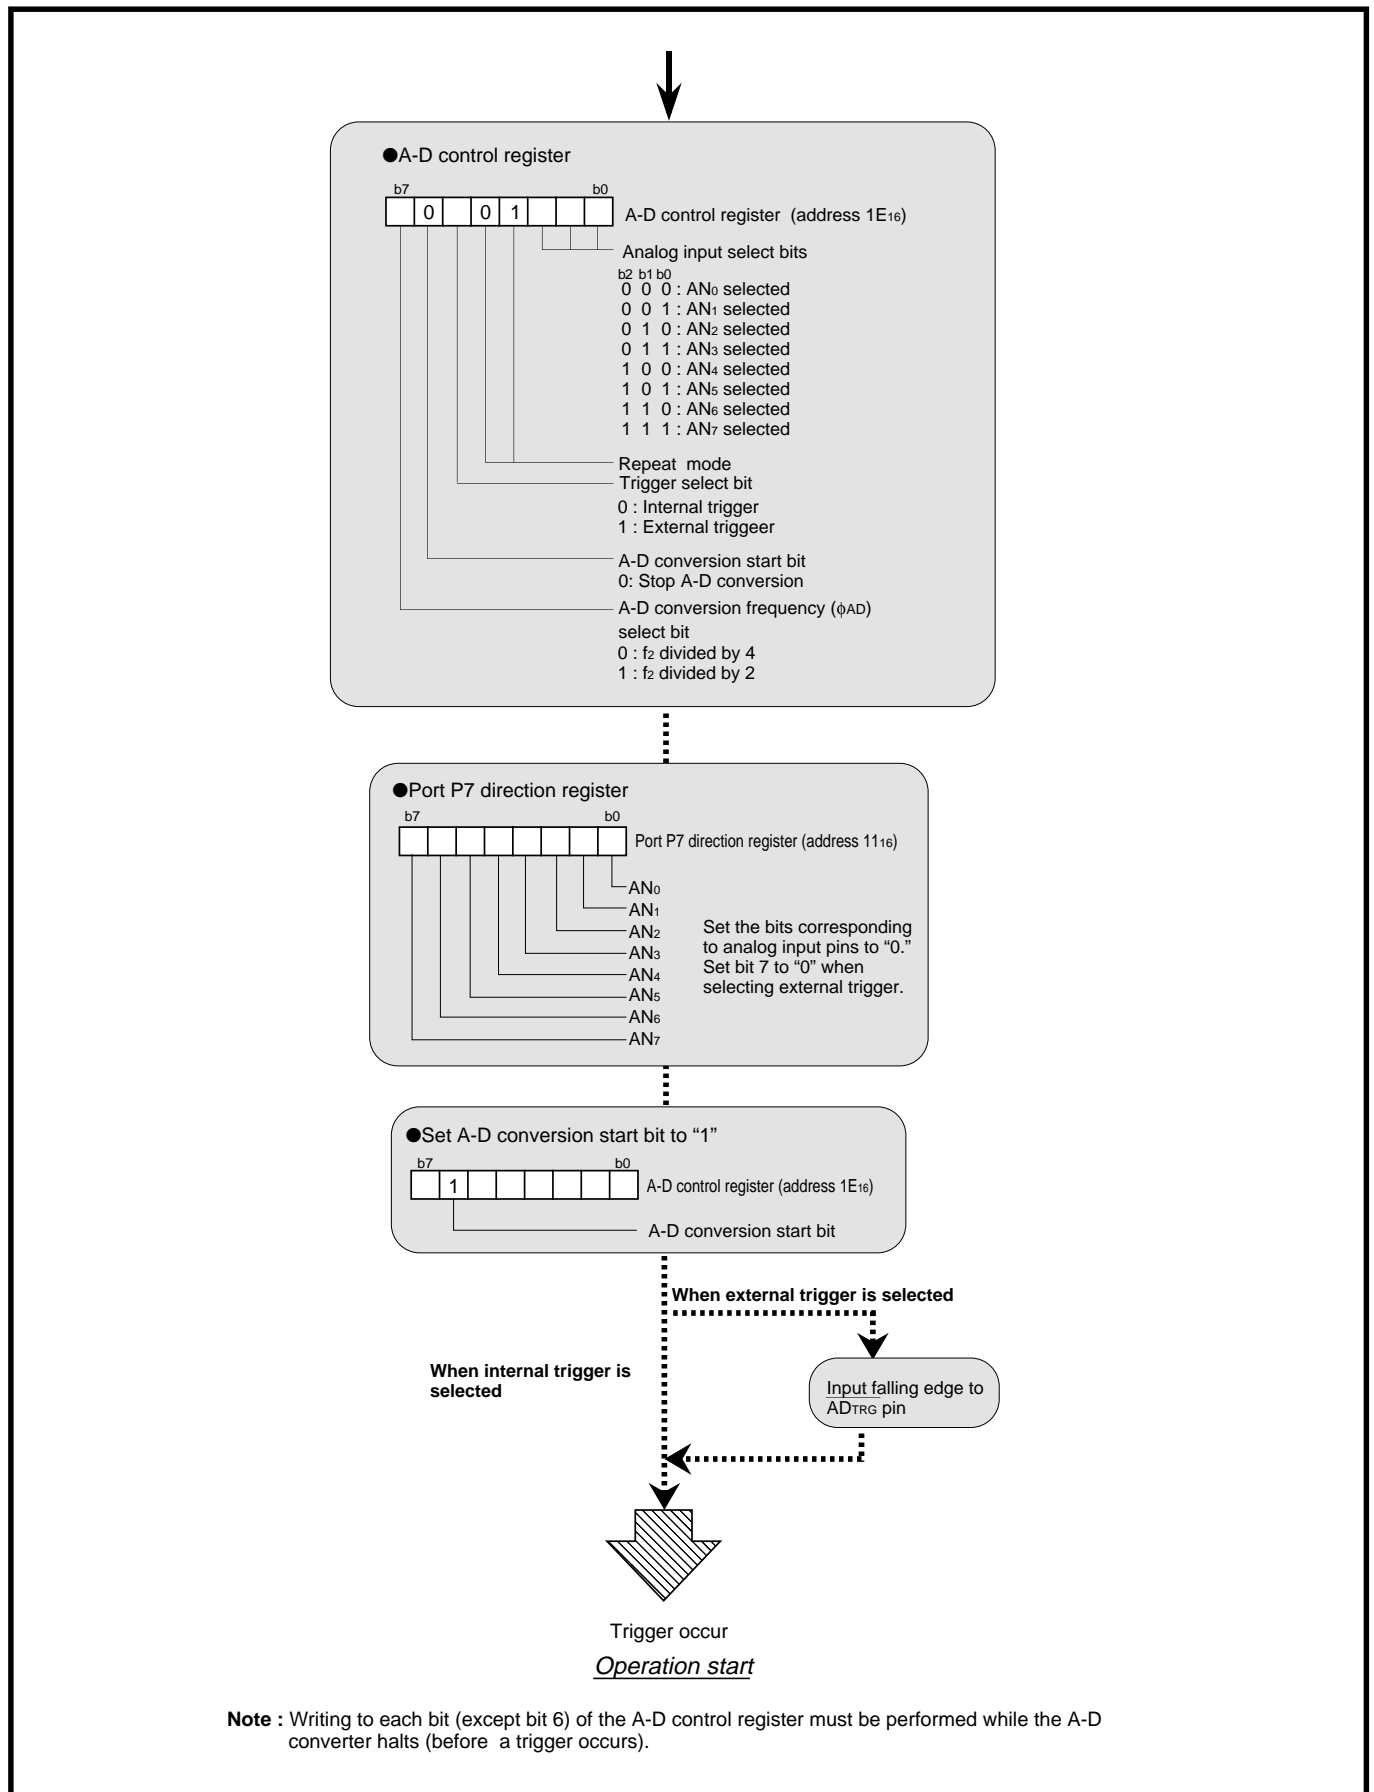 ●A-D control register
b7 b0
0 0 1 A-D control register (address 1E16)
Analog input select bits
b2 b1 b0
0 0 0 : AN0 selected
0 0 1 : AN1 selected
0 1 0 : AN2 selected
0 1 1 : AN3 selected
1 0 0 : AN4 selected
1 0 1 : AN5 selected
1 1 0 : AN6 selected
1 1 1 : AN7 selected
Repeat mode
Trigger select bit
0 : Internal trigger
1 : External triggeer
A-D conversion start bit
0: Stop A-D conversion
A-D conversion frequency (ϕAD)
select bit
0 : f2 divided by 4
1 : f2 divided by 2
●Port P7 direction register
b7 b0
Port P7 direction register (address 1116)
AN0
AN1
AN2
AN3
AN4
AN5
AN6
AN7
Set the bits corresponding
to analog input pins to “0.”
Set bit 7 to “0” when
selecting external trigger.
●Set A-D conversion start bit to “1”
b7 b0
1 A-D control register (address 1E16)
A-D conversion start bit
When external trigger is selected
When internal trigger is
selected
Input falling edge to
ADTRG pin
Trigger occur
Operation start
Note : Writing to each bit (except bit 6) of the A-D control register must be performed while the A-D
converter halts (before a trigger occurs).